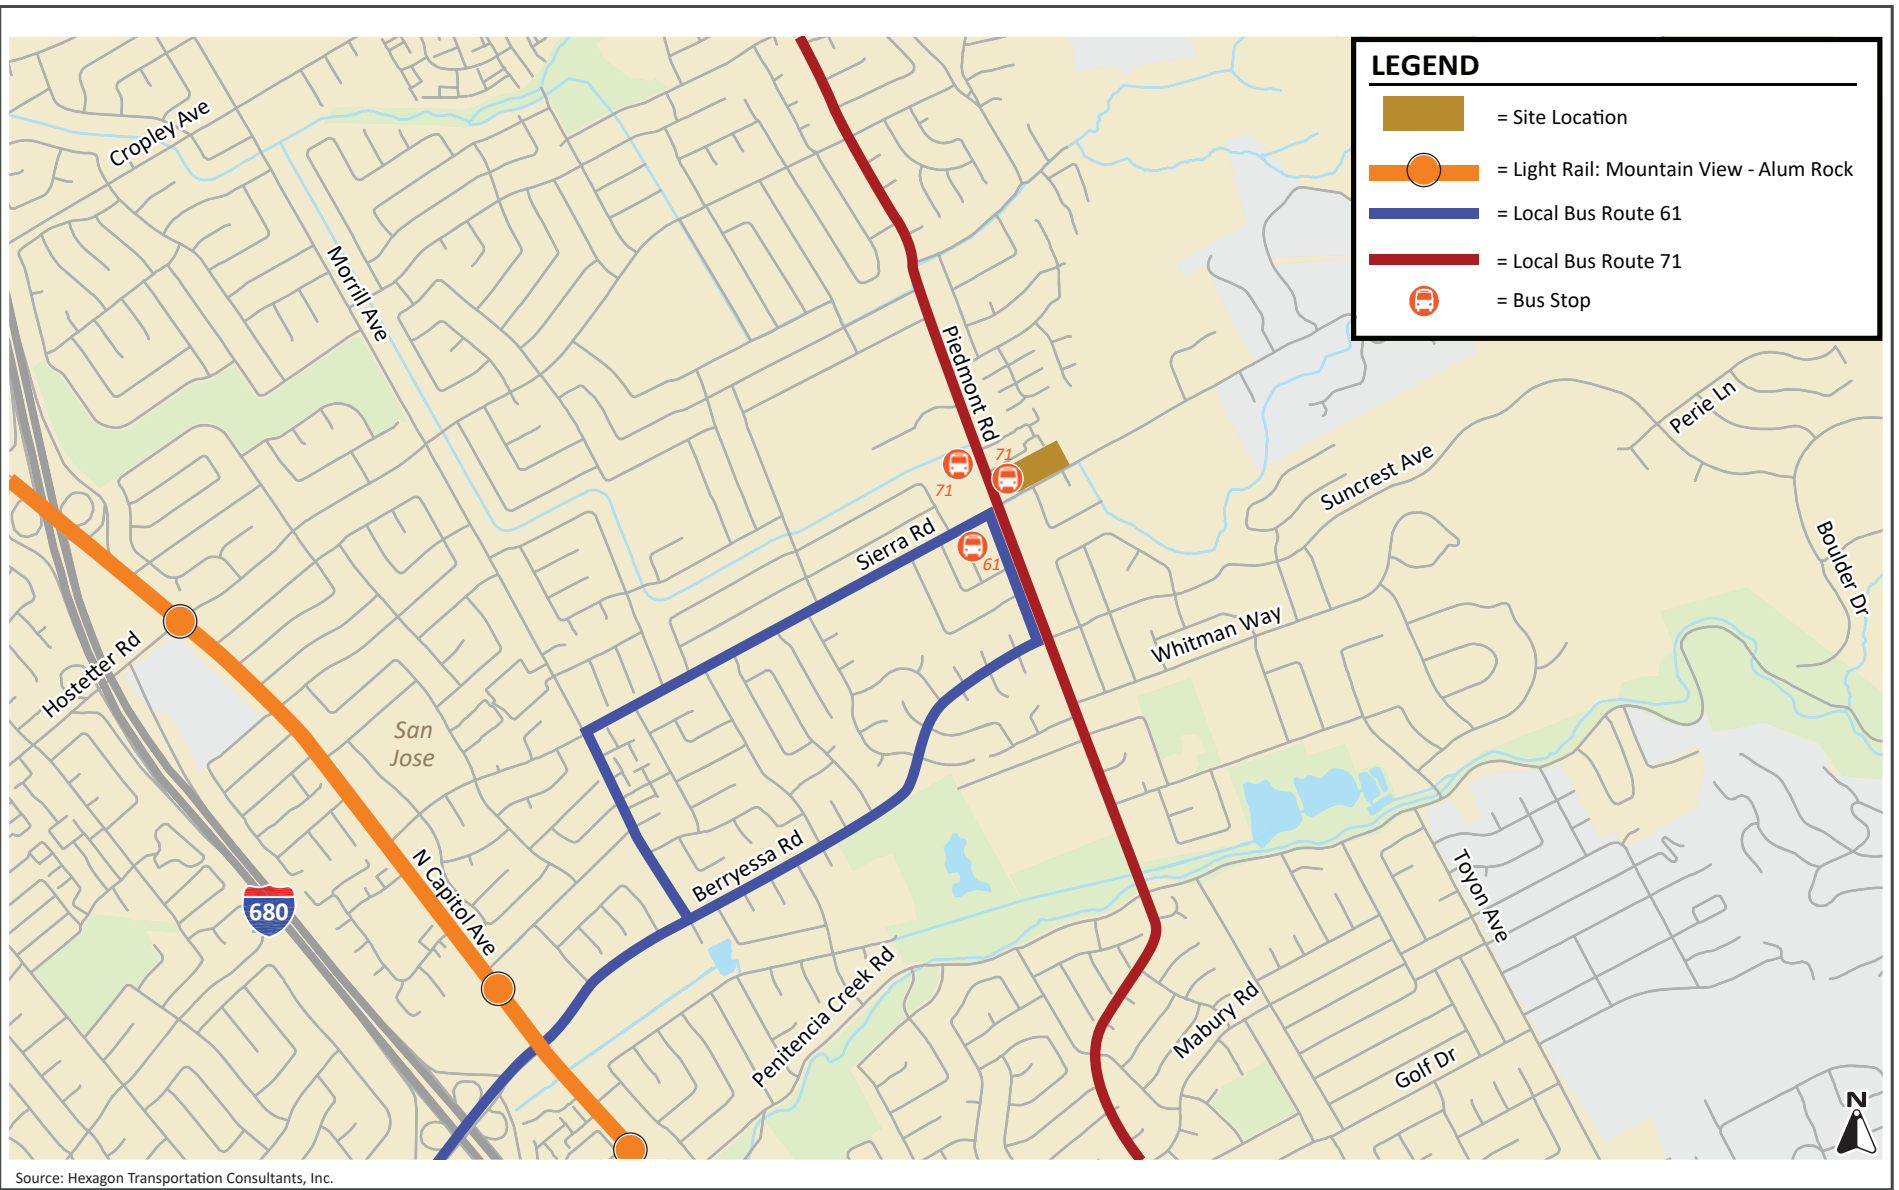 LEGEND
= Site Location
= Light Rail: Mountain View - Alum Rock
= Local Bus Route 61
= Local Bus Route 71
= Bus Stop
Cropley Ave
Morrill Ave
Piedmont Rd
Perie Ln
Suncrest Ave
71
71
Sierra Rd
61
Boulder Dr
Whitman Way
Hostetter Rd
San
Jose
N Capitol Ave
Berryessa Rd
Toyon Ave
680
Penitencia Creek Rd
Mabury Rd
Golf Dr
N
Source: Hexagon Transportation Consultants, Inc.